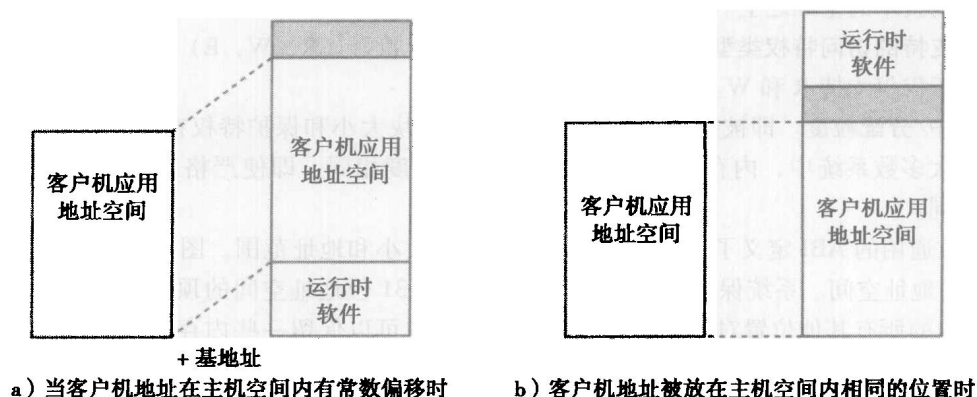 客户机应用
地址空间
客户机应用
地址空间
运行时
软件
+ 基地址
a）当客户机地址在主机空间内有常数偏移时
客户机应用
地址空间
运行时
软件
客户机应用
地址空间
b）客户机地址被放在主机空间内相同的位置时